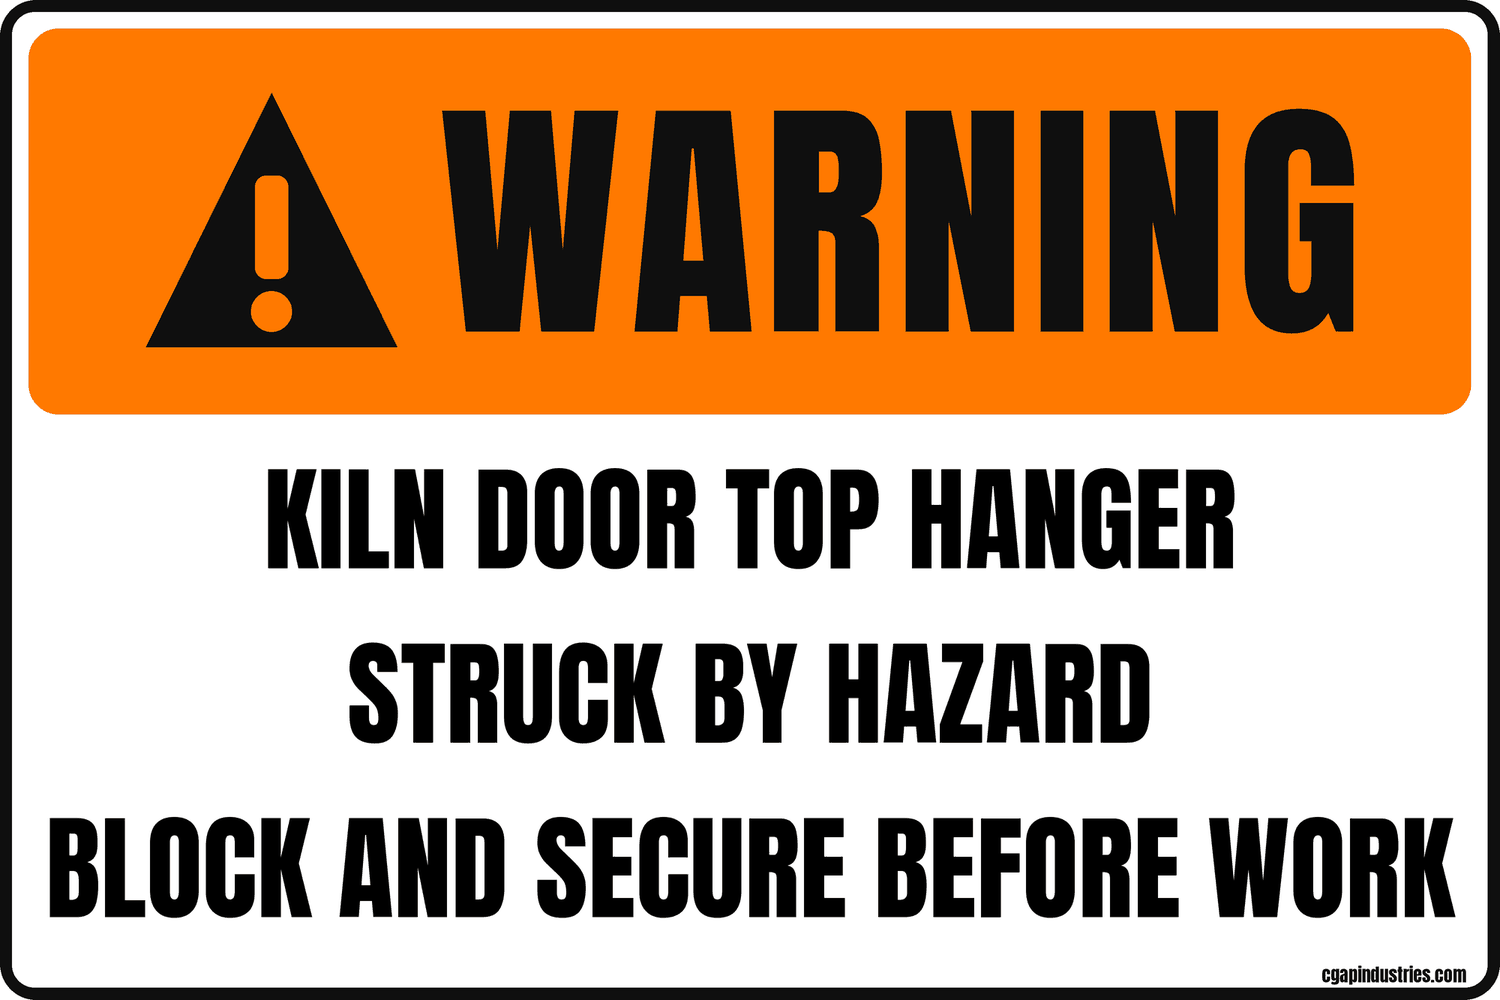 WARNING
KILN DOOR TOP HANGER
STRUCK BY HAZARD
BLOCK AND SECURE BEFORE WORK
cgapindustries.com